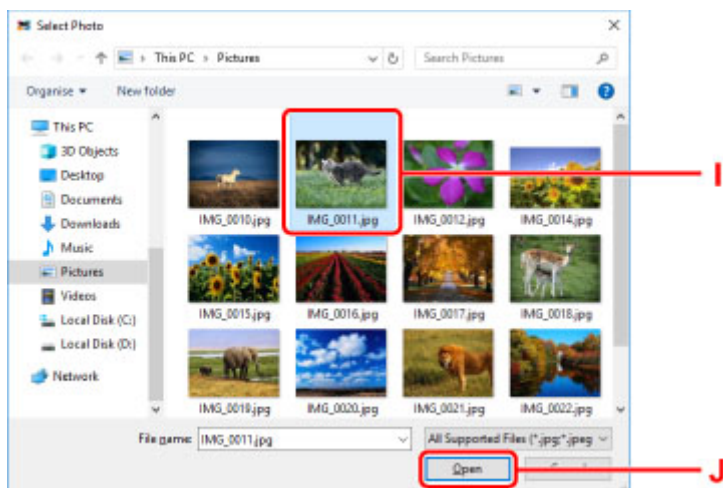 Select Photo
This PC > Pictures
Search Pictures
Organise
New folder
This PC
3D Objects
Desktop
Documents
Downloads
Music
Pictures
Videos
Local Disk (C:)
Local Disk (D:)
Network
IMG_0010.jpg
IMG_0011.jpg
IMG_0012.jpg
IMG_0014.jpg
IMG_0015.jpg
IMG_0016.jpg
IMG_0017.jpg
IMG_0018.jpg
IMG_0019.jpg
IMG_0020.jpg
IMG_0021.jpg
IMG_0022.jpg
File name: IMG_0011.jpg
All Supported Files (*.jpg;*.jpeg
Open
I
J